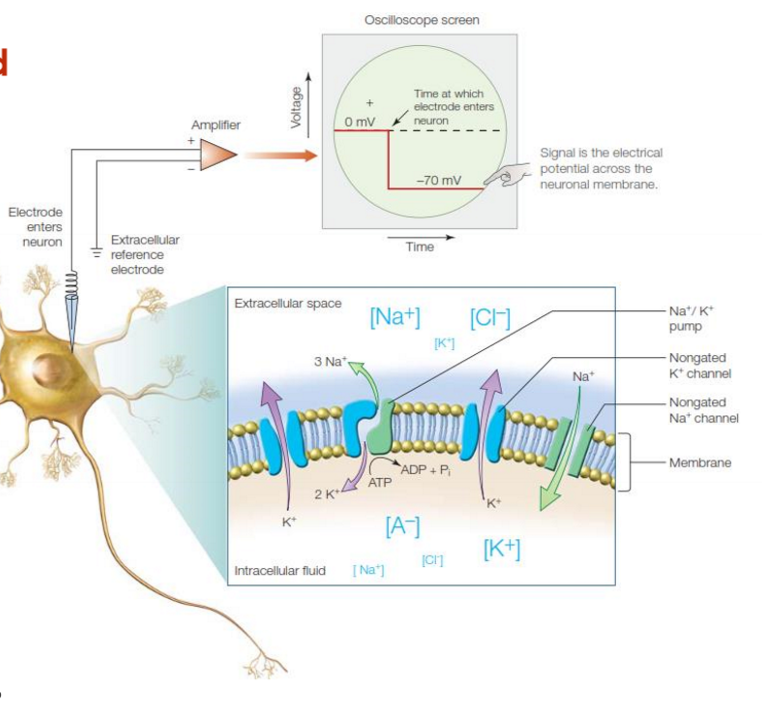 Oscilloscope screen
d
Voltage
+
Time at which
electrode enters
neuron
0 mV
–70 mV
Time
Amplifier
+
–
Signal is the electrical
potential across the
neuronal membrane.
Electrode
enters
neuron
Extracellular
reference
electrode
Extracellular space
[Na⁺]
[Cl⁻]
[K⁺]
Na⁺/ K⁺
pump
Nongated
K⁺ channel
Nongated
Na⁺ channel
Membrane
3 Na⁺
Na⁺
2 K⁺
ATP
ADP + Pᵢ
K⁺
K⁺
[A⁻]
[K⁺]
[Cl⁻]
[ Na⁺]
Intracellular fluid